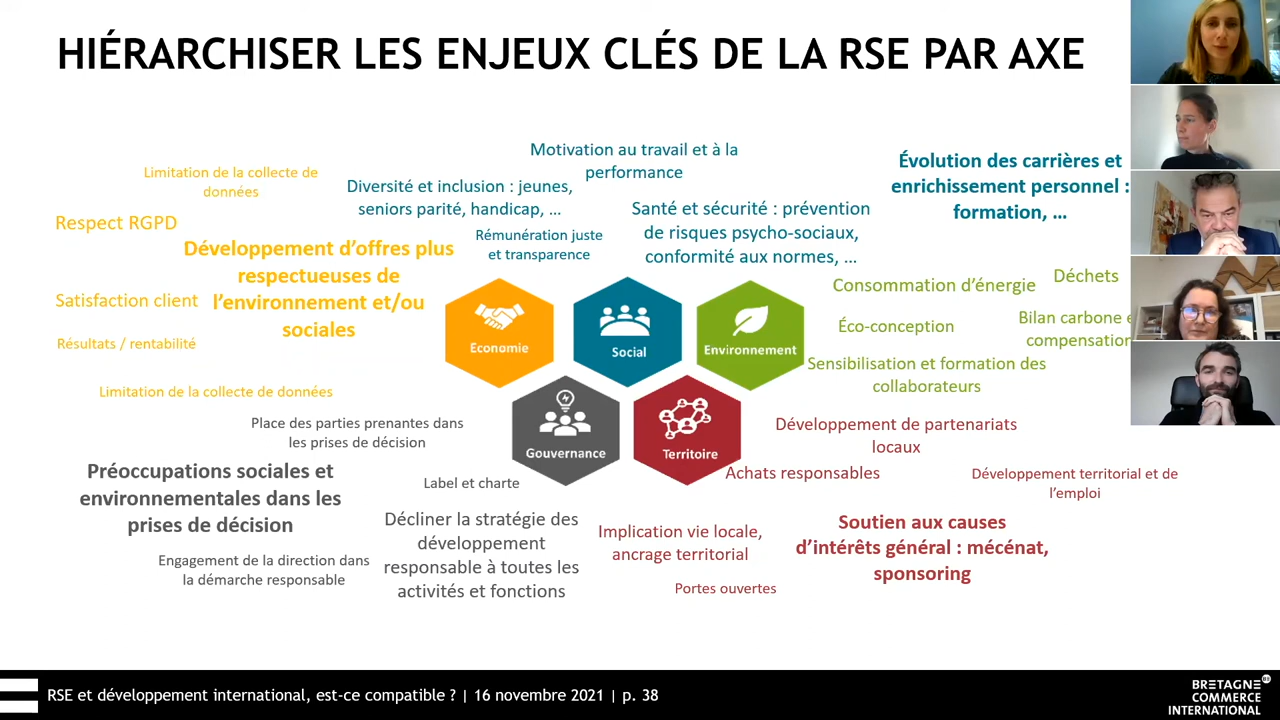 HIÉRARCHISER LES ENJEUX CLÉS DE LA RSE PAR AXE
Limitation de la collecte de
données
Respect RGPD
Développement d’offres plus
respectueuses de
l’environnement et/ou
sociales
Satisfaction client
Résultats / rentabilité
Limitation de la collecte de données
Motivation au travail et à la
performance
Diversité et inclusion : jeunes,
seniors parité, handicap, ...
Rémunération juste
et transparence
Santé et sécurité : prévention
de risques psycho-sociaux,
conformité aux normes, ...
Évolution des carrières et
enrichissement personnel :
formation, ...
Consommation d’énergie
Déchets
Éco-conception
Bilan carbone e
compensation
Sensibilisation et formation des
collaborateurs
Economie
Social
Environnement
Gouvernance
Territoire
Place des parties prenantes dans
les prises de décision
Préoccupations sociales et
environnementales dans les
prises de décision
Label et charte
Engagement de la direction dans
la démarche responsable
Décliner la stratégie des
développement
responsable à toutes les
activités et fonctions
Développement de partenariats
locaux
Achats responsables
Développement territorial et de
l’emploi
Implication vie locale,
ancrage territorial
Soutien aux causes
d’intérêts général : mécénat,
sponsoring
Portes ouvertes
RSE et développement international, est-ce compatible ? | 16 novembre 2021 | p. 38
BRETAGNE
COMMERCE
INTERNATIONAL